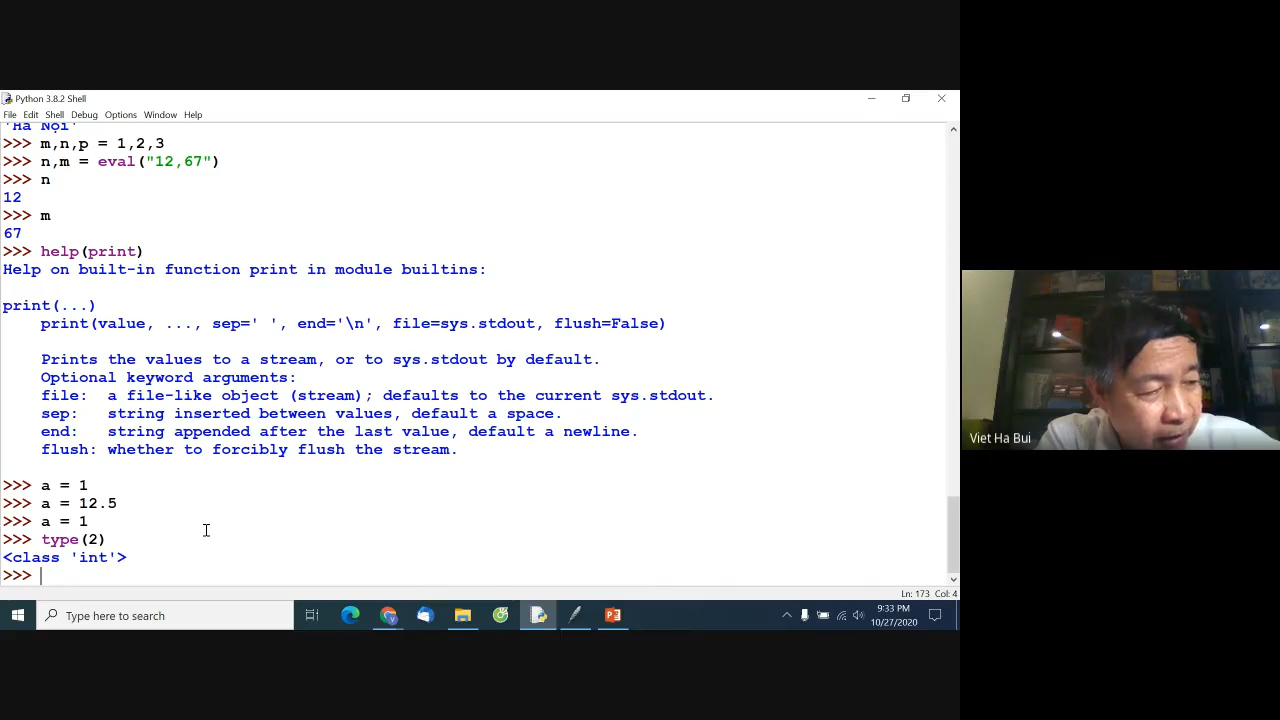 Python 3.8.2 Shell
File Edit Shell Debug Options Window Help
'Hà Nội'
>>> m,n,p = 1,2,3
>>> n,m = eval("12,67")
>>> n
12
>>> m
67
>>> help(print)
Help on built-in function print in module builtins:
print(...)
    print(value, ..., sep=' ', end='\n', file=sys.stdout, flush=False)
    Prints the values to a stream, or to sys.stdout by default.
    Optional keyword arguments:
    file:  a file-like object (stream); defaults to the current sys.stdout.
    sep:   string inserted between values, default a space.
    end:   string appended after the last value, default a newline.
    flush: whether to forcibly flush the stream.
>>> a = 1
>>> a = 12.5
>>> a = 1
>>> type(2)
<class 'int'>
>>>
Viet Ha Bui
Ln: 173 Col: 4
Type here to search
9:33 PM
10/27/2020